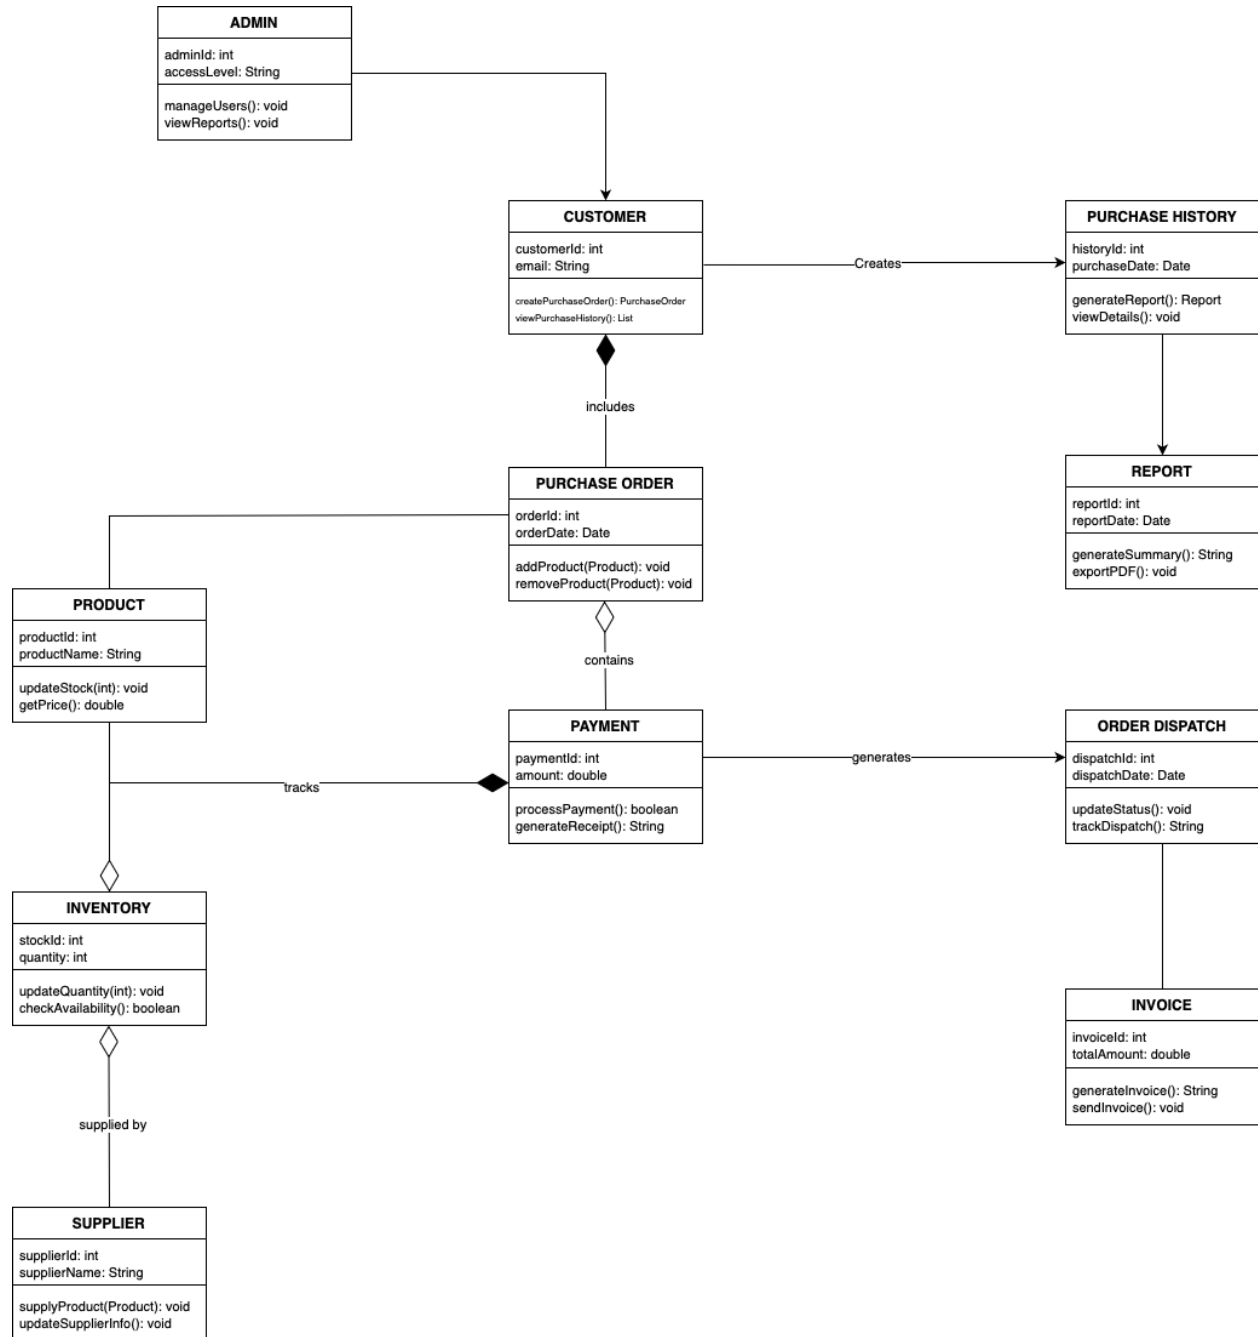 ADMIN
adminId: int
accessLevel: String
manageUsers(): void
viewReports(): void
CUSTOMER
customerId: int
email: String
createPurchaseOrder(): PurchaseOrder
viewPurchaseHistory(): List
Creates
PURCHASE HISTORY
historyId: int
purchaseDate: Date
generateReport(): Report
viewDetails(): void
includes
PURCHASE ORDER
orderId: int
orderDate: Date
addProduct(Product): void
removeProduct(Product): void
REPORT
reportId: int
reportDate: Date
generateSummary(): String
exportPDF(): void
PRODUCT
productId: int
productName: String
updateStock(int): void
getPrice(): double
contains
PAYMENT
paymentId: int
amount: double
processPayment(): boolean
generateReceipt(): String
generates
ORDER DISPATCH
dispatchId: int
dispatchDate: Date
updateStatus(): void
trackDispatch(): String
tracks
INVENTORY
stockId: int
quantity: int
updateQuantity(int): void
checkAvailability(): boolean
INVOICE
invoiceId: int
totalAmount: double
generateInvoice(): String
sendInvoice(): void
supplied by
SUPPLIER
supplierId: int
supplierName: String
supplyProduct(Product): void
updateSupplierInfo(): void